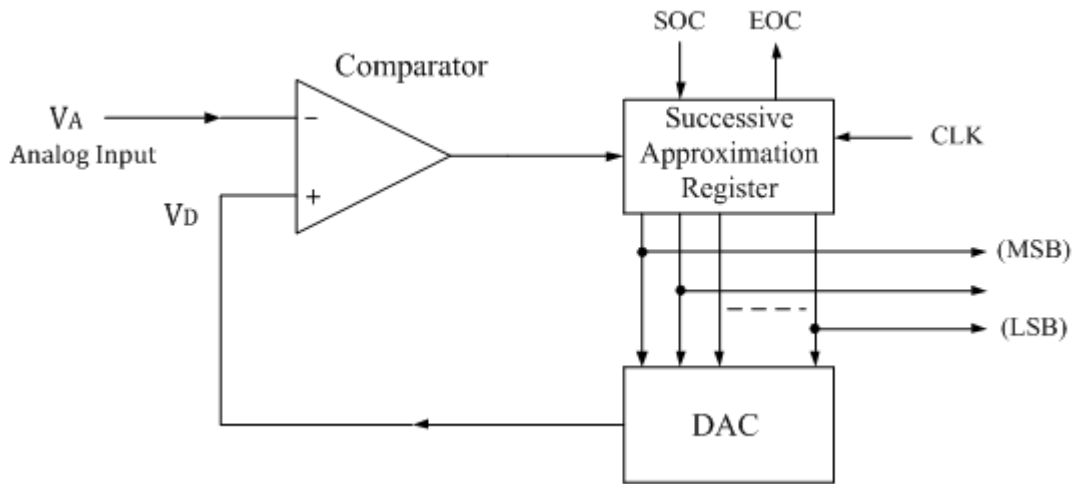 SOC
EOC
Comparator
VA
Analog Input
−
+
VD
Successive
Approximation
Register
CLK
(MSB)
(LSB)
DAC